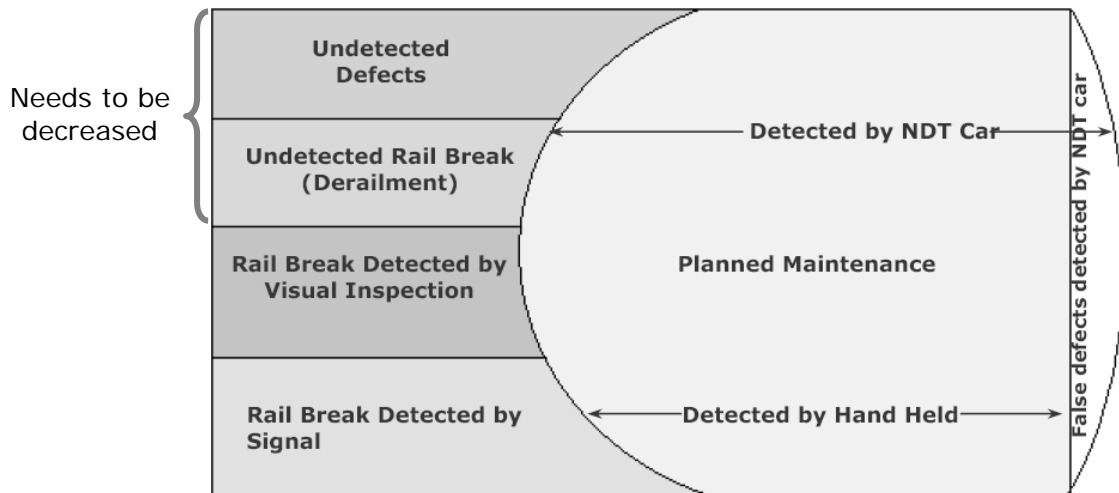 Needs to be
decreased
Undetected
Defects
Undetected Rail Break
(Derailment)
Rail Break Detected by
Visual Inspection
Rail Break Detected by
Signal
Detected by NDT Car
Planned Maintenance
Detected by Hand Held
False defects detected by NDT car